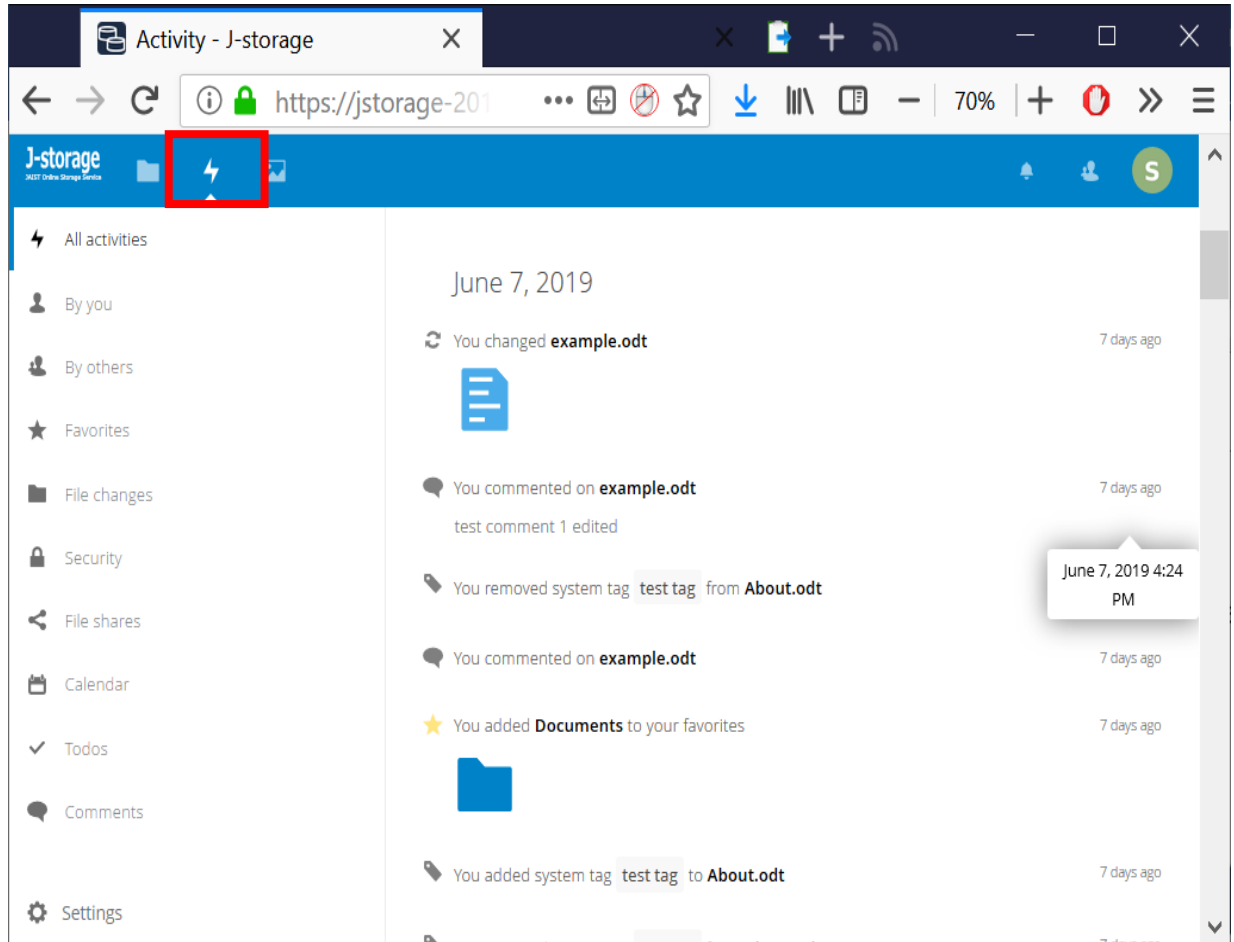 Activity - J-storage
https://jstorage-201
70%
J-storage
JAIST Online Storage Service
S
All activities
By you
By others
Favorites
File changes
Security
File shares
Calendar
Todos
Comments
Settings
June 7, 2019
You changed example.odt 7 days ago
You commented on example.odt 7 days ago
test comment 1 edited
June 7, 2019 4:24
PM
You removed system tag test tag from About.odt
You commented on example.odt 7 days ago
You added Documents to your favorites 7 days ago
You added system tag test tag to About.odt 7 days ago